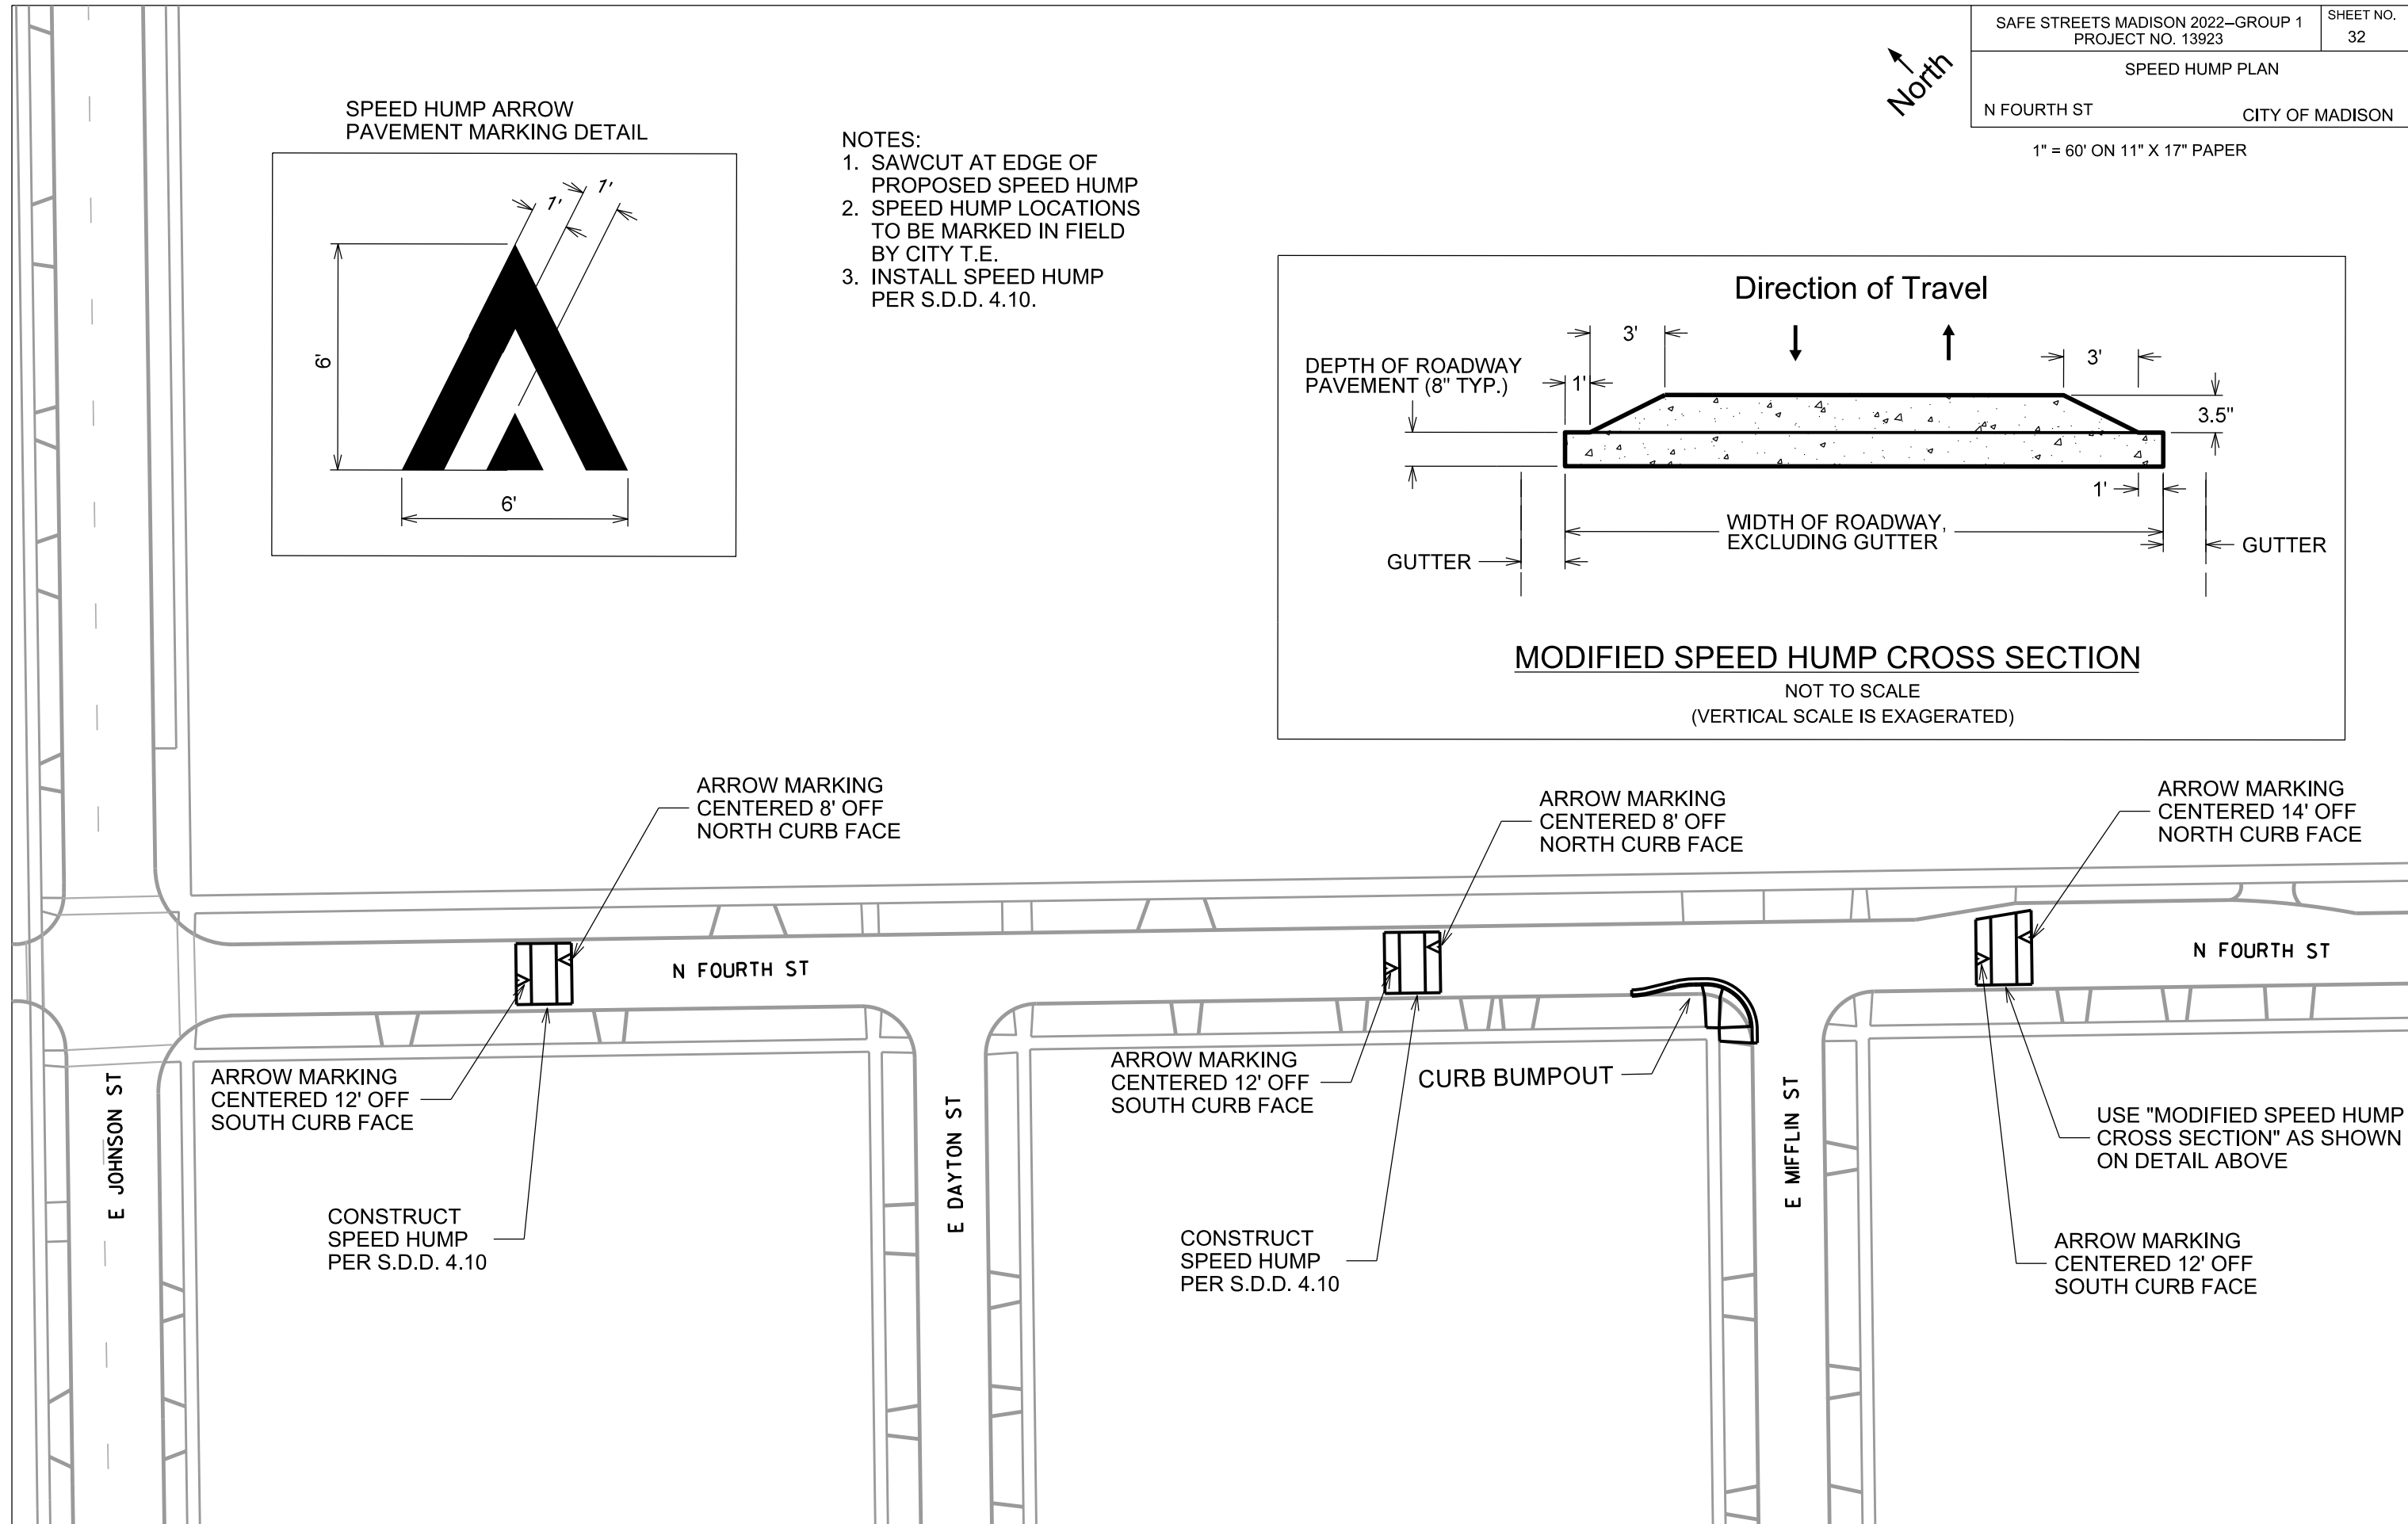 SAFE STREETS MADISON 2022–GROUP 1
PROJECT NO. 13923
SHEET NO.
32
SPEED HUMP PLAN
N FOURTH ST
CITY OF MADISON
1" = 60' ON 11" X 17" PAPER
North
SPEED HUMP ARROW
PAVEMENT MARKING DETAIL
1'
1'
6'
6'
NOTES:
1. SAWCUT AT EDGE OF
PROPOSED SPEED HUMP
2. SPEED HUMP LOCATIONS
TO BE MARKED IN FIELD
BY CITY T.E.
3. INSTALL SPEED HUMP
PER S.D.D. 4.10.
Direction of Travel
3'
3'
DEPTH OF ROADWAY
PAVEMENT (8" TYP.)
1'
3.5"
1'
WIDTH OF ROADWAY,
EXCLUDING GUTTER
GUTTER
GUTTER
MODIFIED SPEED HUMP CROSS SECTION
NOT TO SCALE
(VERTICAL SCALE IS EXAGERATED)
ARROW MARKING
CENTERED 8' OFF
NORTH CURB FACE
ARROW MARKING
CENTERED 8' OFF
NORTH CURB FACE
ARROW MARKING
CENTERED 14' OFF
NORTH CURB FACE
N FOURTH ST
N FOURTH ST
ARROW MARKING
CENTERED 12' OFF
SOUTH CURB FACE
ARROW MARKING
CENTERED 12' OFF
SOUTH CURB FACE
CURB BUMPOUT
E JOHNSON ST
E DAYTON ST
E MIFFLIN ST
USE "MODIFIED SPEED HUMP
CROSS SECTION" AS SHOWN
ON DETAIL ABOVE
CONSTRUCT
SPEED HUMP
PER S.D.D. 4.10
CONSTRUCT
SPEED HUMP
PER S.D.D. 4.10
ARROW MARKING
CENTERED 12' OFF
SOUTH CURB FACE